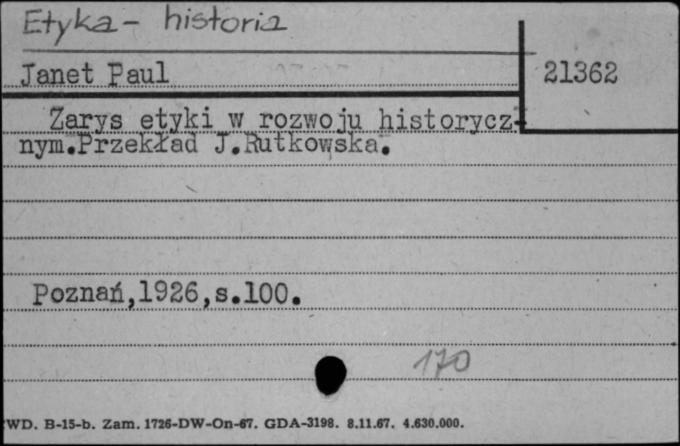 Etyka - historia
Janet Paul 21362
Zarys etyki w rozwoju historycz-
nym.Przekład J.Rutkowska.
Poznań,1926,s.100.
170
WD. B-15-b. Zam. 1726-DW-On-67. GDA-3198. 8.11.67. 4.630.000.